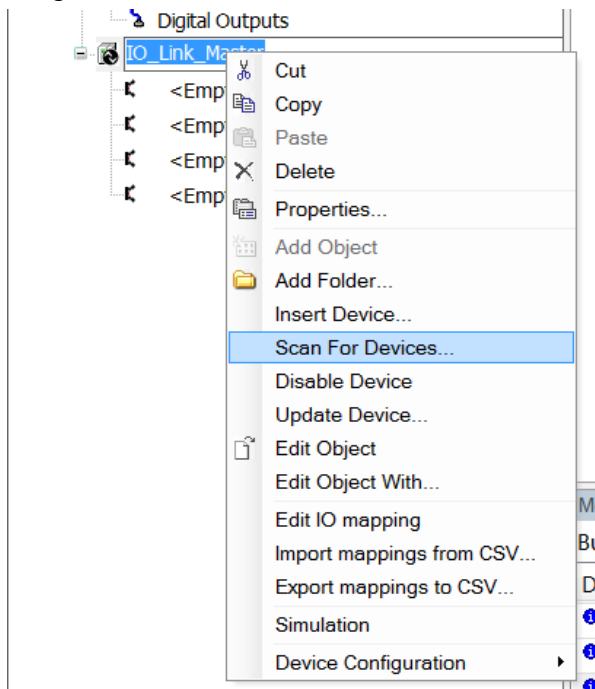 Digital Outputs
IO_Link_Master
<Emp
<Emp
<Emp
<Emp
Cut
Copy
Paste
Delete
Properties...
Add Object
Add Folder...
Insert Device...
Scan For Devices...
Disable Device
Update Device...
Edit Object
Edit Object With...
Edit IO mapping
Import mappings from CSV...
Export mappings to CSV...
Simulation
Device Configuration
M
Bu
D